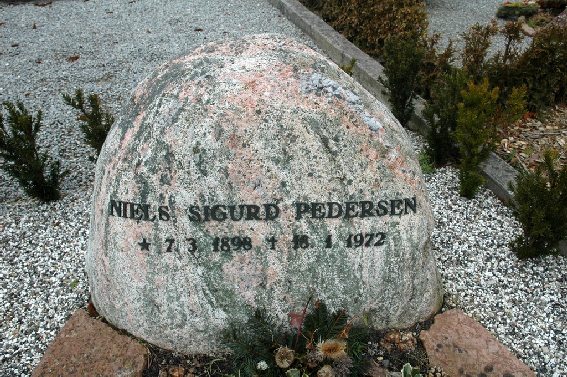 NIELS SIGURD PEDERSEN
★ 7.3.1898 + 18.1.1972